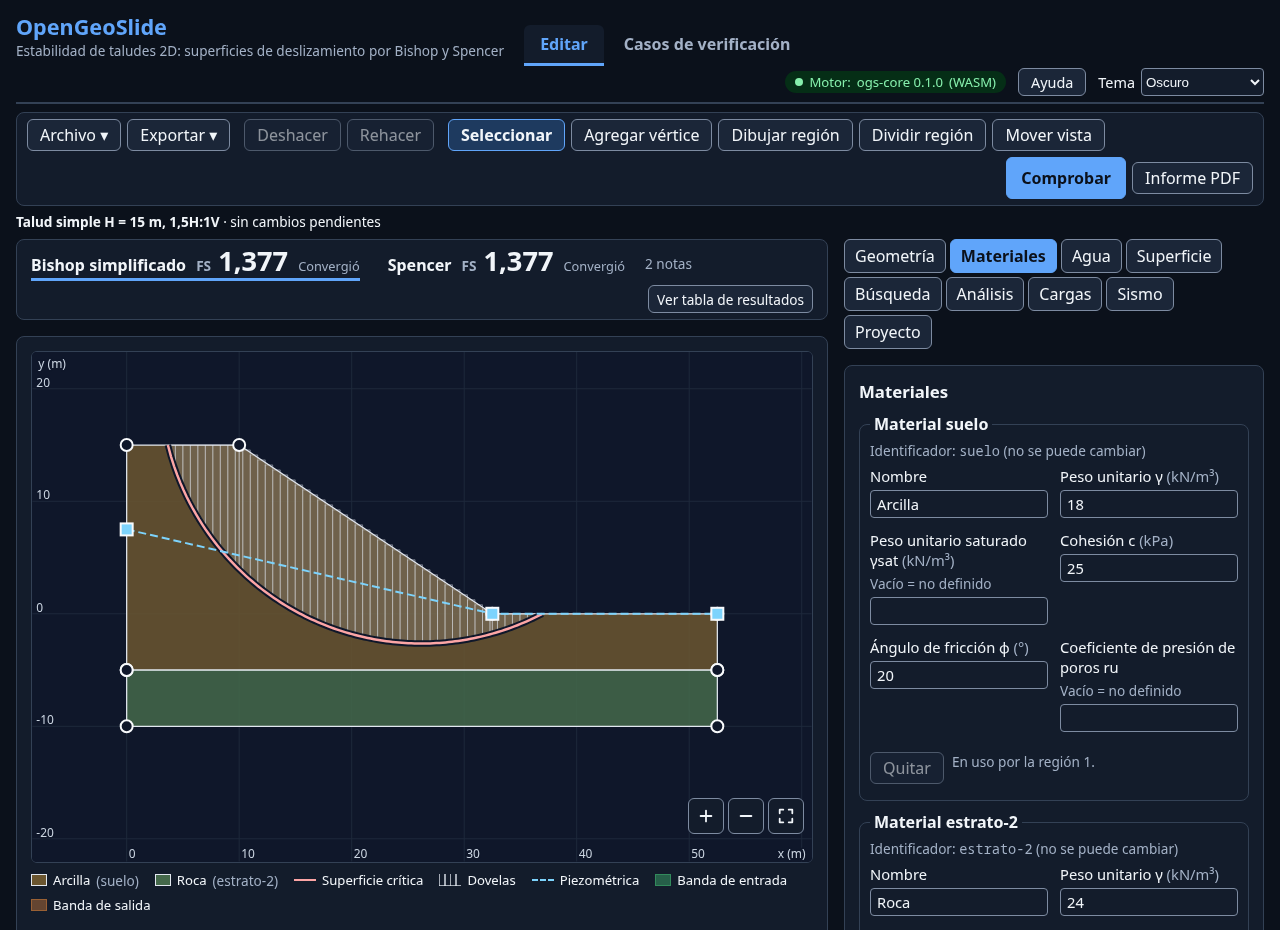 OpenGeoSlide
Estabilidad de taludes 2D: superficies de deslizamiento por Bishop y Spencer
Editar
Casos de verificación
Motor: ogs-core 0.1.0 (WASM)
Ayuda
Tema
Oscuro
Archivo ▾
Exportar ▾
Deshacer
Rehacer
Seleccionar
Agregar vértice
Dibujar región
Dividir región
Mover vista
Comprobar
Informe PDF
Talud simple H = 15 m, 1,5H:1V · sin cambios pendientes
Bishop simplificado FS 1,377 Convergió
Spencer FS 1,377 Convergió
2 notas
Ver tabla de resultados
y (m)
20
10
0
-10
-20
0
10
20
30
40
50
x (m)
+
−
Arcilla (suelo)
Roca (estrato-2)
Superficie crítica
Dovelas
Piezométrica
Banda de entrada
Banda de salida
Geometría
Materiales
Agua
Superficie
Búsqueda
Análisis
Cargas
Sismo
Proyecto
Materiales
Material suelo
Identificador: suelo (no se puede cambiar)
Nombre
Arcilla
Peso unitario γ (kN/m³)
18
Peso unitario saturado
γsat (kN/m³)
Vacío = no definido
Cohesión c (kPa)
25
Ángulo de fricción ϕ (°)
20
Coeficiente de presión de
poros ru
Vacío = no definido
Quitar
En uso por la región 1.
Material estrato-2
Identificador: estrato-2 (no se puede cambiar)
Nombre
Roca
Peso unitario γ (kN/m³)
24